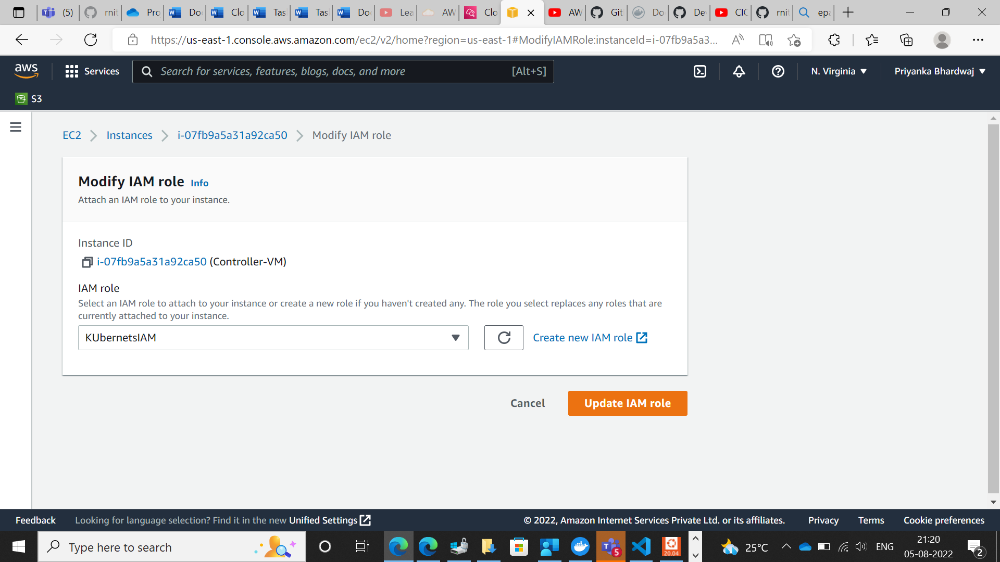 (5)
rnit
Pro
Doc
Clo
Tas
Tas
Doc
Lea
AW
Clo
AW
Git
Do
Dev
CIC
rnit
epa
https://us-east-1.console.aws.amazon.com/ec2/v2/home?region=us-east-1#ModifyIAMRole:instanceId=i-07fb9a5a3...
aws
Services
Search for services, features, blogs, docs, and more
[Alt+S]
N. Virginia
Priyanka Bhardwaj
S3
EC2
Instances
i-07fb9a5a31a92ca50
Modify IAM role
Modify IAM role Info
Attach an IAM role to your instance.
Instance ID
i-07fb9a5a31a92ca50 (Controller-VM)
IAM role
Select an IAM role to attach to your instance or create a new role if you haven't created any. The role you select replaces any roles that are
currently attached to your instance.
KUbernetsIAM
Create new IAM role
Cancel
Update IAM role
Feedback
Looking for language selection? Find it in the new Unified Settings
© 2022, Amazon Internet Services Private Ltd. or its affiliates.
Privacy
Terms
Cookie preferences
Type here to search
5
20.04
25°C
ENG
21:20
05-08-2022
2